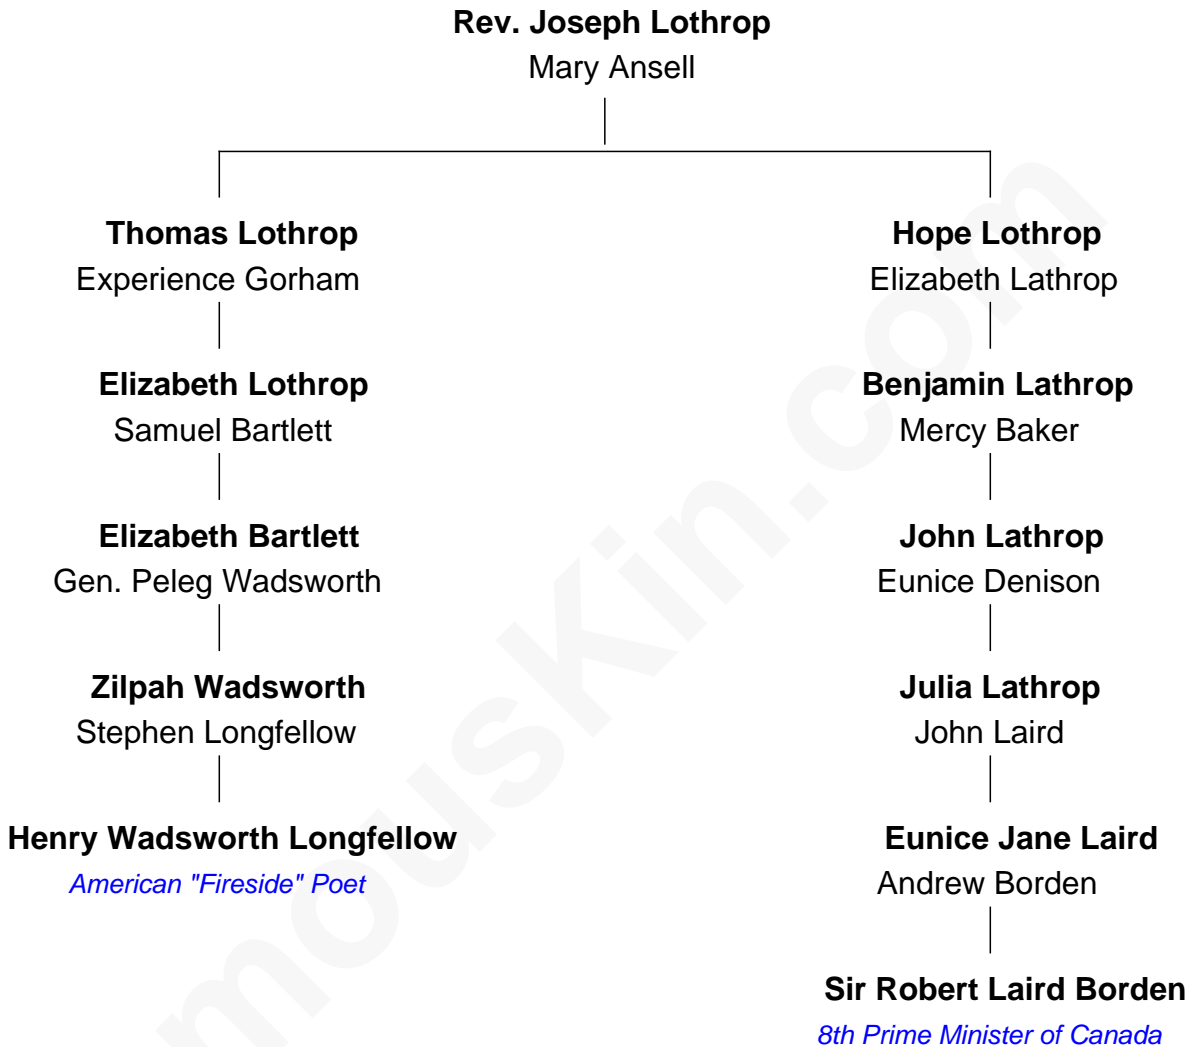 Rev. Joseph Lothrop
Mary Ansell
Thomas Lothrop
Experience Gorham
Hope Lothrop
Elizabeth Lathrop
Elizabeth Lothrop
Samuel Bartlett
Benjamin Lathrop
Mercy Baker
Elizabeth Bartlett
Gen. Peleg Wadsworth
John Lathrop
Eunice Denison
Zilpah Wadsworth
Stephen Longfellow
Julia Lathrop
John Laird
Henry Wadsworth Longfellow
American "Fireside" Poet
Eunice Jane Laird
Andrew Borden
Sir Robert Laird Borden
8th Prime Minister of Canada
mousKin.com